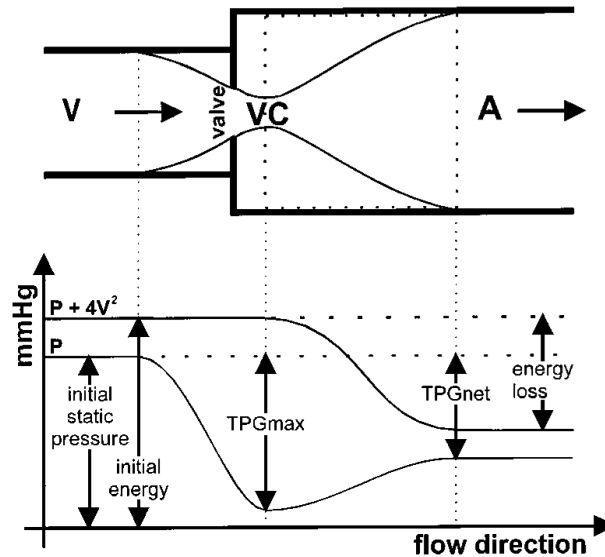 V
valve
VC
A
mmHg
P + 4V²
P
initial
static
pressure
initial
energy
TPGmax
TPGnet
energy
loss
flow direction